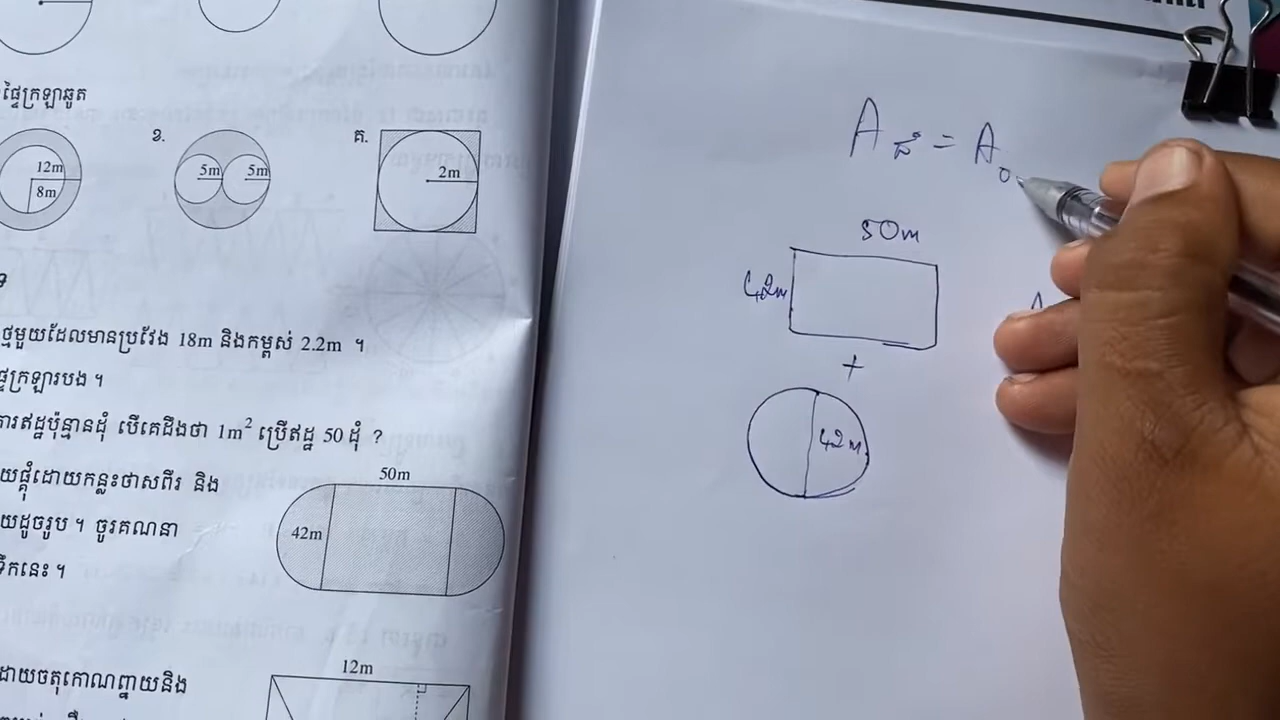 ផ្ទៃក្រឡាឆូត
12m
8m
ខ.
5m
5m
គ.
2m
ថ្មមួយដែលមានប្រវែង 18m និងកម្ពស់ 2.2m ។
ផ្ទៃក្រឡារបង ។
ការឥដ្ឋប៉ុន្មានដុំ បើគេដឹងថា 1m² ប្រើឥដ្ឋ 50 ដុំ ?
យផ្គុំដោយកន្លះថាសពីរ និង
យដូចរូប ។ ចូរគណនា
ទឹកនេះ ។
50m
42m
ដោយចតុកោណព្នាយនិង
12m
A = A
50m
42m
+
42m